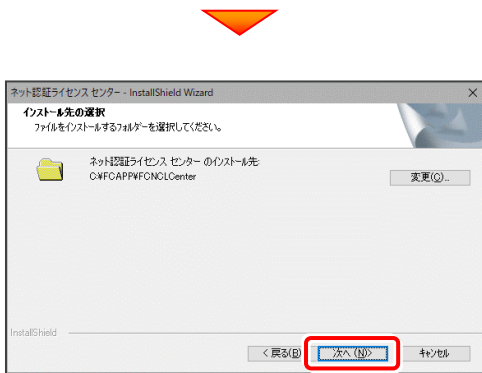 ネット認証ライセンス センター - InstallShield Wizard
インストール先の選択
ファイルをインストールするフォルダーを選択してください。
ネット認証ライセンス センター のインストール先:
C:¥FCAPP¥FCNCLCenter
変更(C)...
InstallShield
< 戻る(B)
次へ(N)>
キャンセル